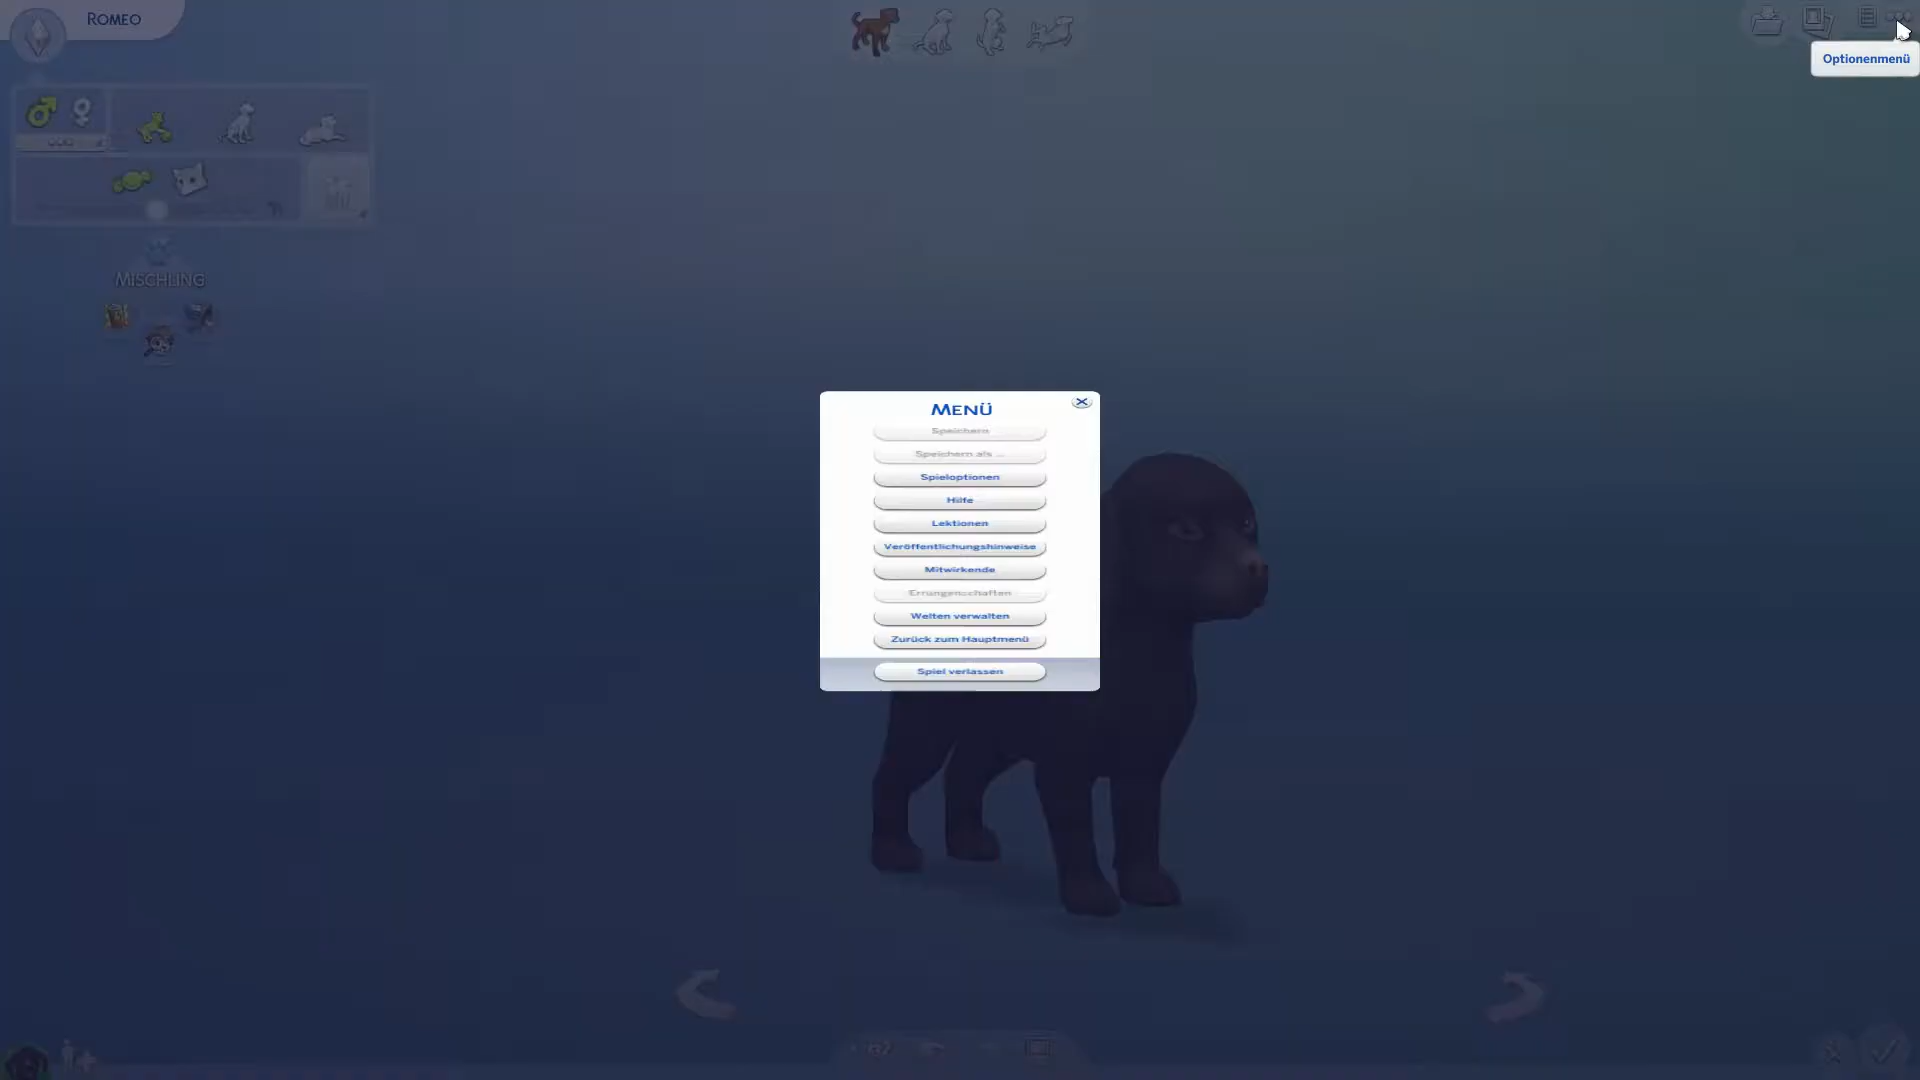 Romeo
Optionenmenü
Mischling
Menü
Speichern
Speichern als ...
Spieloptionen
Hilfe
Lektionen
Veröffentlichungshinweise
Mitwirkende
Errungenschaften
Welten verwalten
Zurück zum Hauptmenü
Spiel verlassen